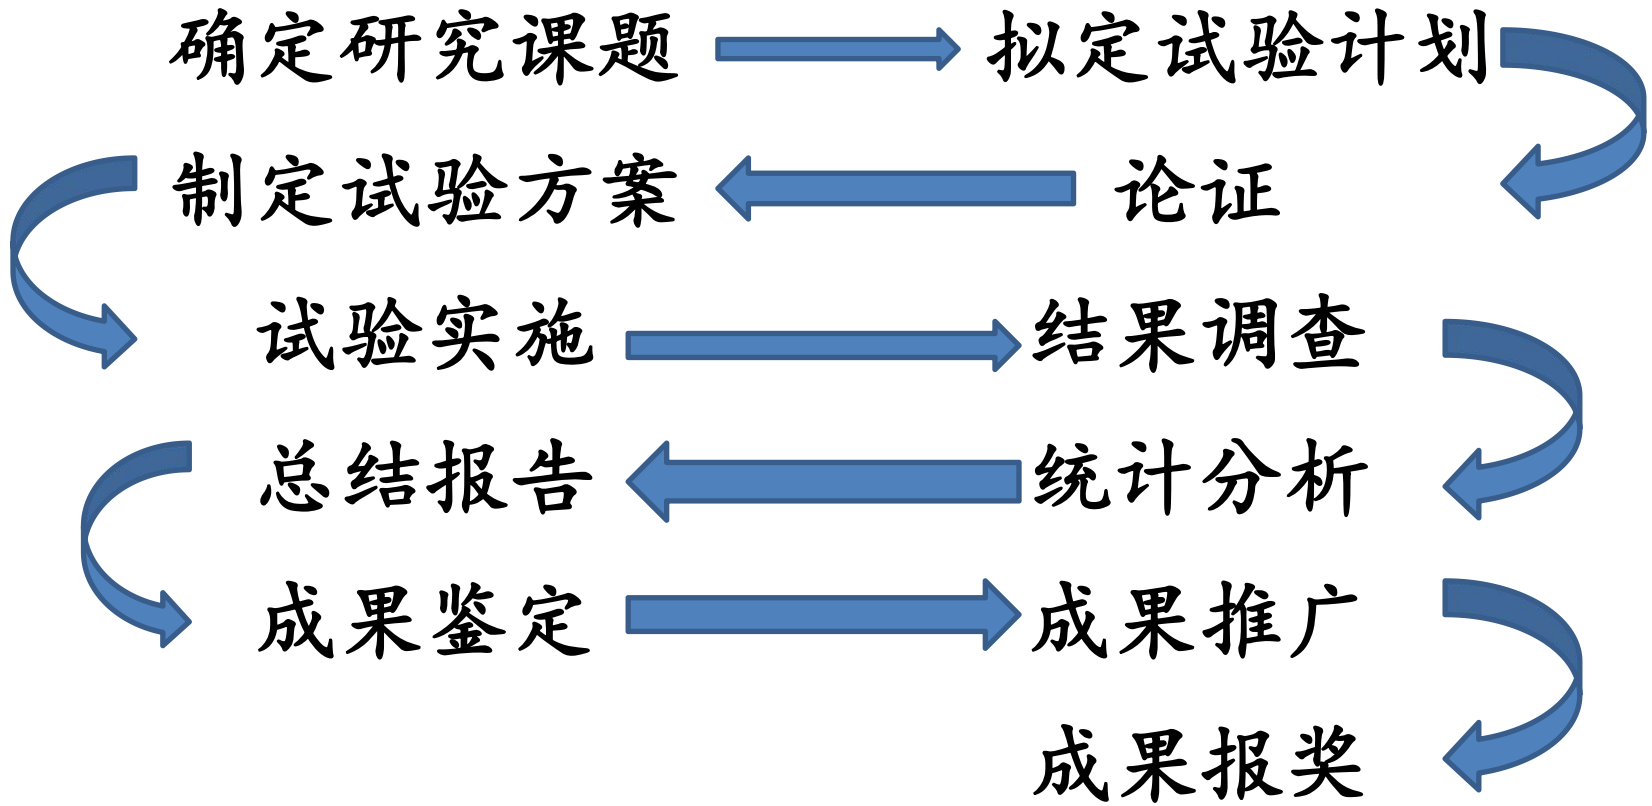 确定研究课题 拟定试验计划
制定试验方案 论证
试验实施 结果调查
总结报告 统计分析
成果鉴定 成果推广
成果报奖